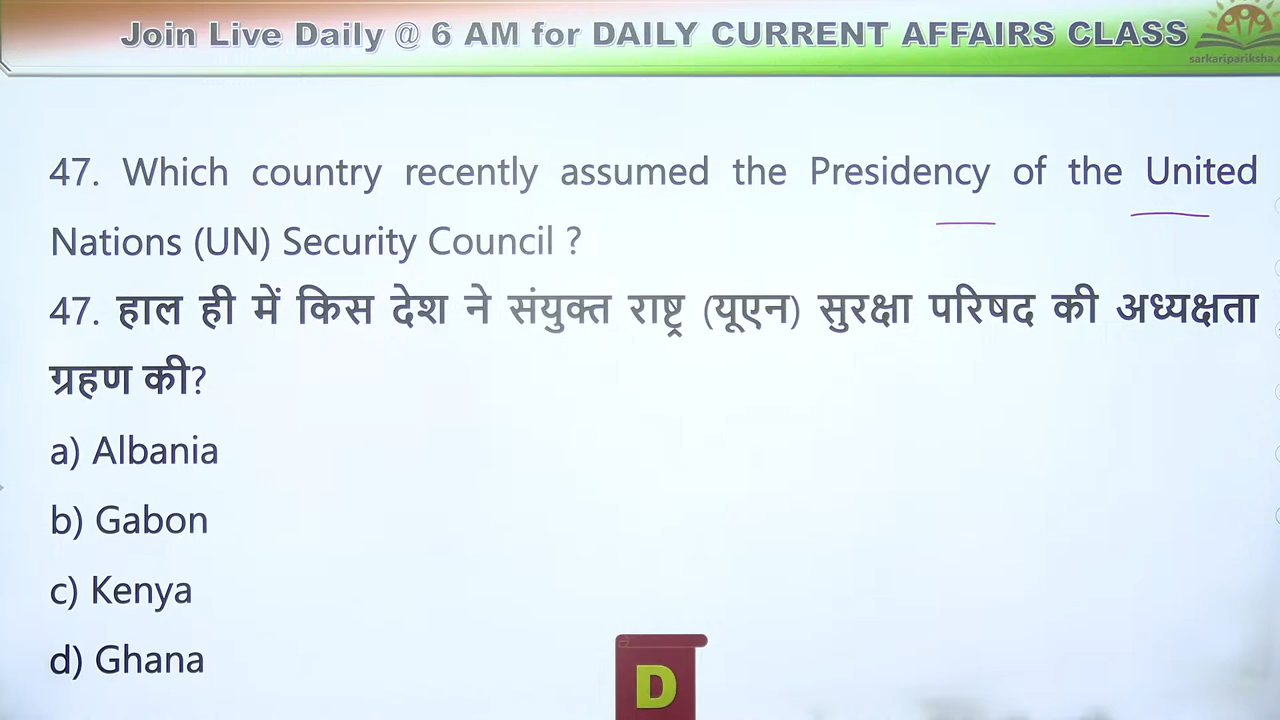 Join Live Daily @ 6 AM for DAILY CURRENT AFFAIRS CLASS
sarkaripariksha.c
47. Which country recently assumed the Presidency of the United
Nations (UN) Security Council ?
47. हाल ही में किस देश ने संयुक्त राष्ट्र (यूएन) सुरक्षा परिषद की अध्यक्षता
ग्रहण की?
a) Albania
b) Gabon
c) Kenya
d) Ghana
D